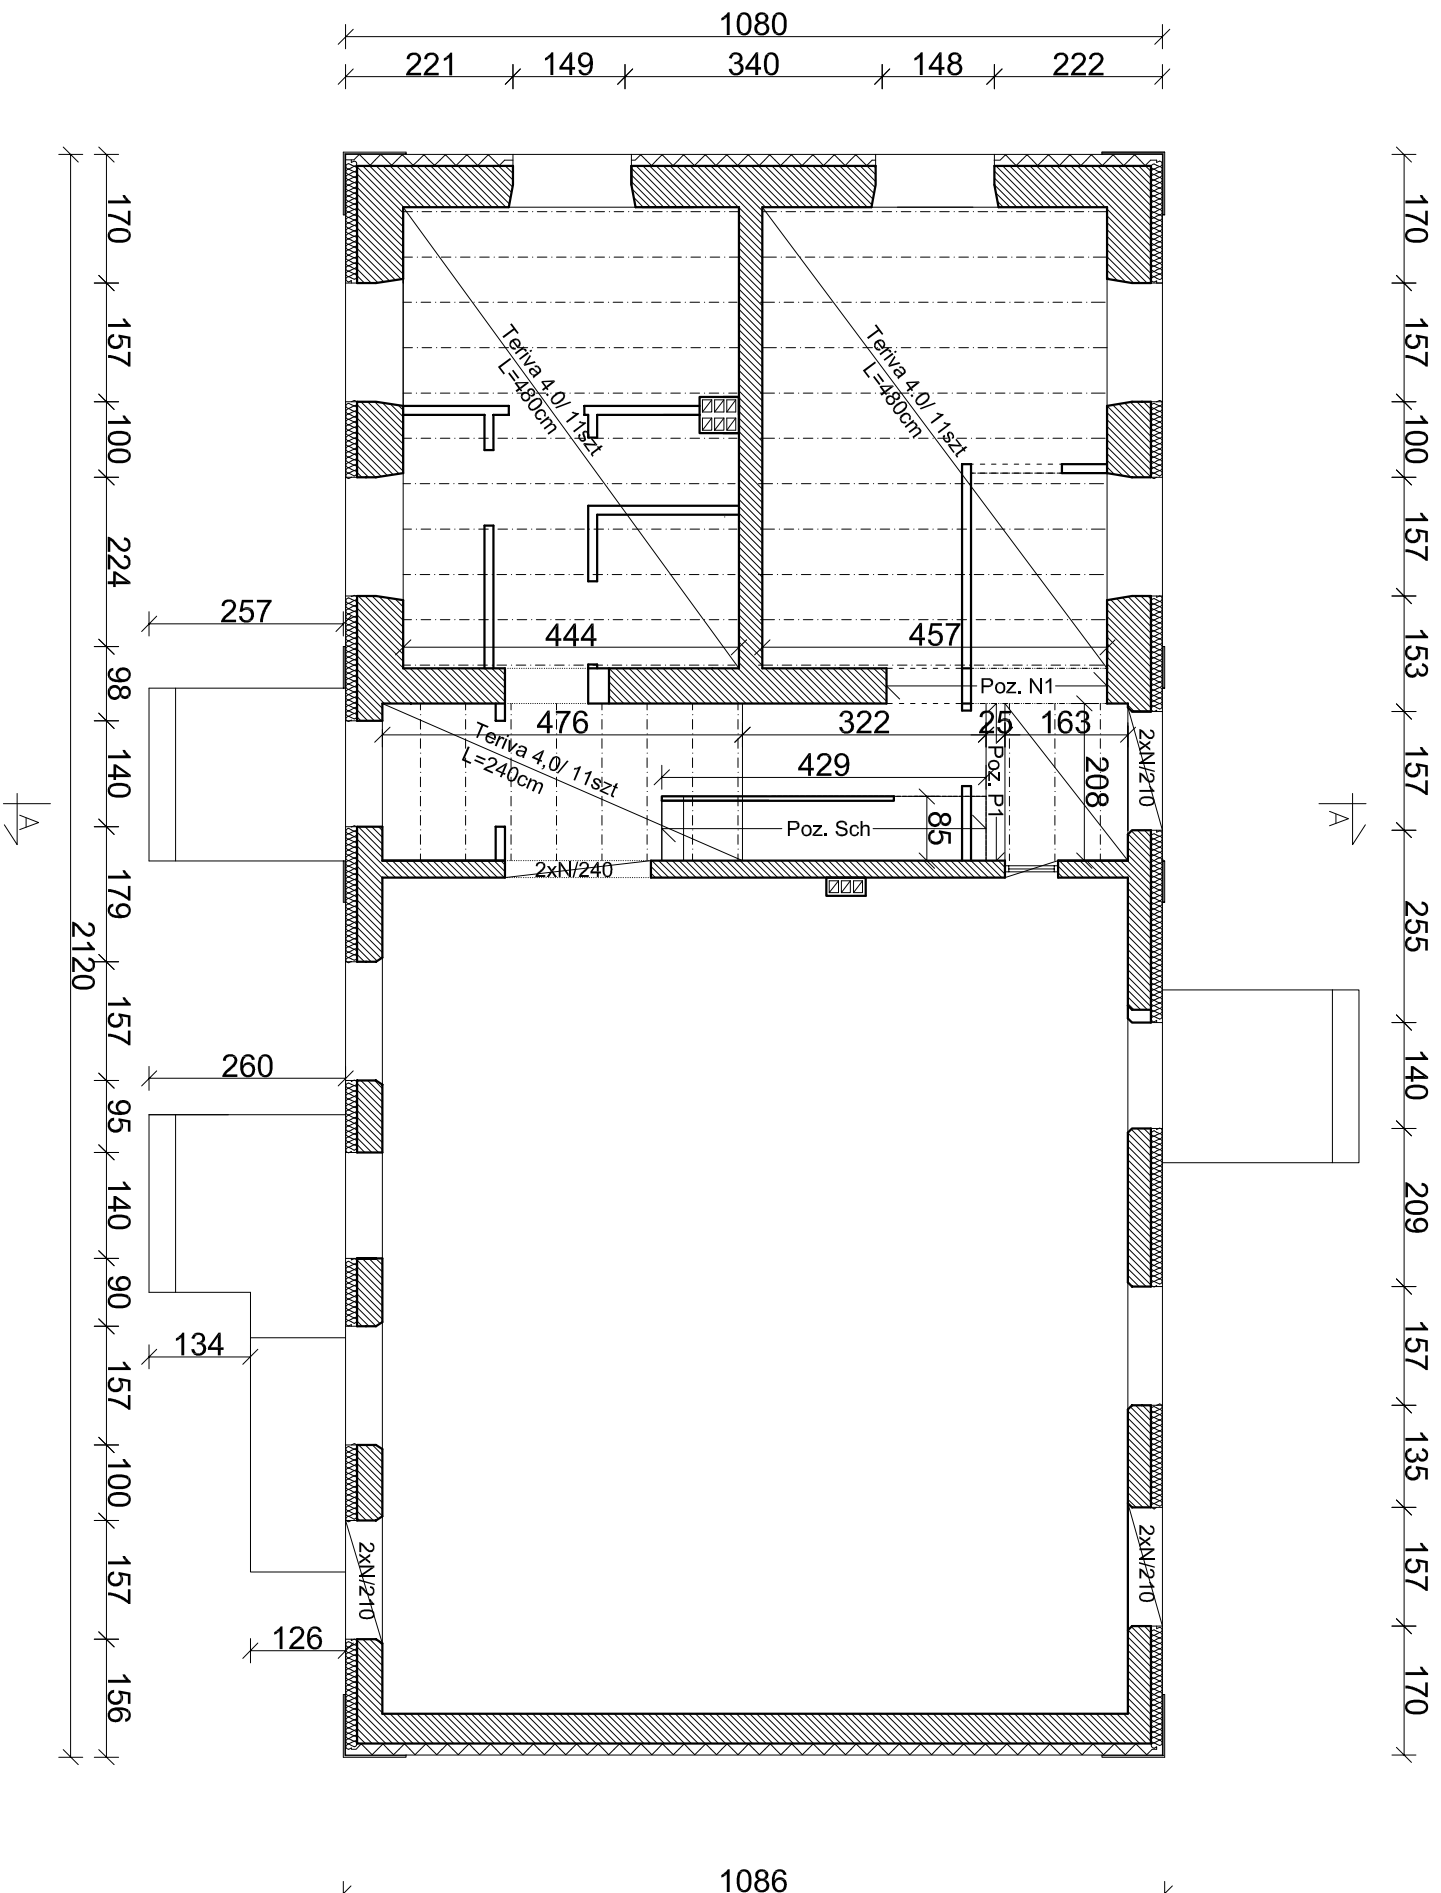 1080
221 149 340 148 222
170
157
100
224
98
140
179
157
95
140
90
157
100
157
156
2120
170
157
100
157
153
157
255
140
209
157
135
157
170
Teriva 4.0/ 11szt
L=480cm
Teriva 4.0/ 11szt
L=480cm
257
444
457
Poz. N1
476
322
25
163
Teriva 4,0/ 11szt
L=240cm
429
Poz. P1
208
2xN/210
85
Poz. Sch
2xN/240
A
A
260
134
126
2xN/210
2xN/210
1086